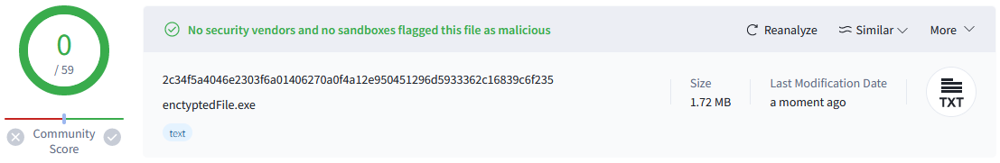 0
/ 59
Community
Score
No security vendors and no sandboxes flagged this file as malicious
Reanalyze Similar More
2c34f5a4046e2303f6a01406270a0f4a12e950451296d5933362c16839c6f235
enctyptedFile.exe
text
Size
1.72 MB
Last Modification Date
a moment ago
TXT